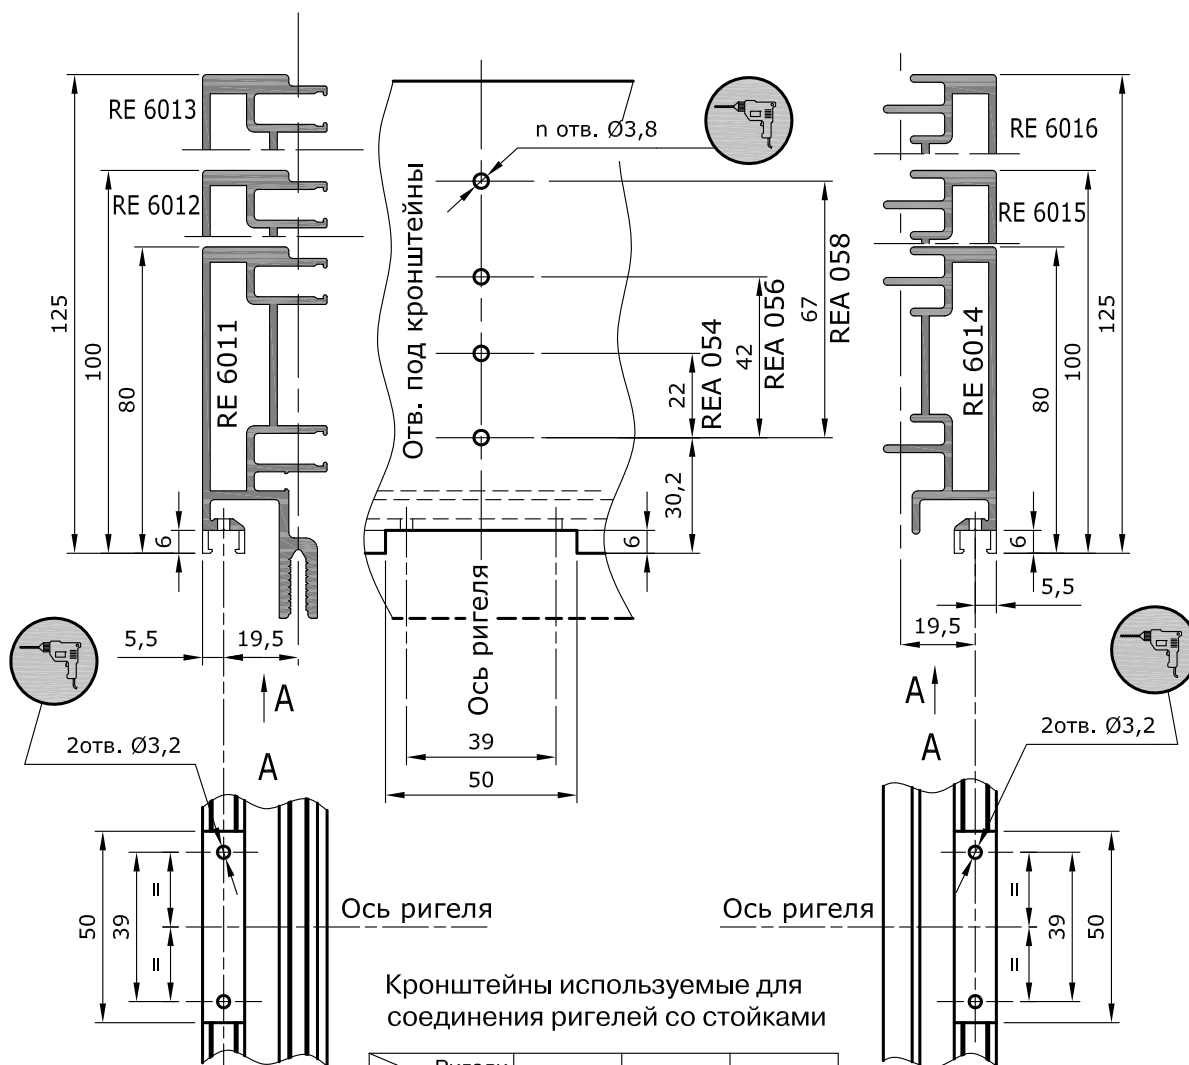 RE 6013
RE 6012
RE 6011
125
100
80
6
5,5
19,5
A
n отв. Ø3,8
Отв. под кронштейны
Ось ригеля
22
REA 054
42
REA 056
67
REA 058
30,2
6
39
50
RE 6016
RE 6015
RE 6014
125
100
80
6
5,5
19,5
A
2отв. Ø3,2
A
50
39
=
=
Ось ригеля
2отв. Ø3,2
A
Ось ригеля
=
=
39
50
Кронштейны используемые для
соединения ригелей со стойками